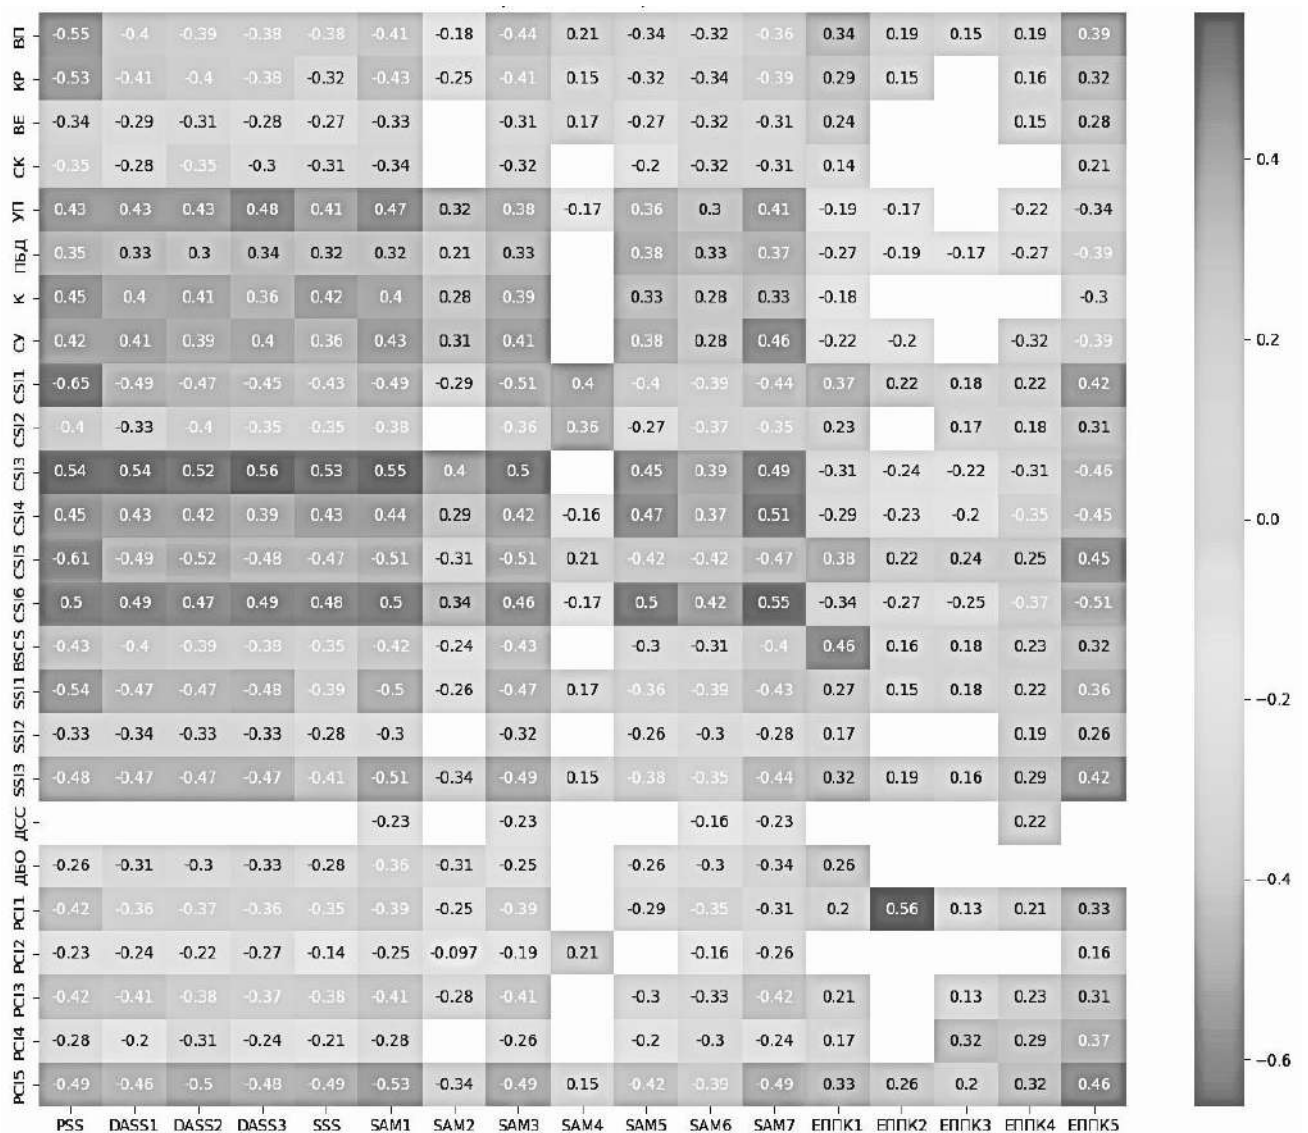 ВП -0.55 -0.4 -0.39 -0.38 -0.38 -0.41 -0.18 -0.44 0.21 -0.34 -0.32 -0.36 0.34 0.19 0.15 0.19 0.39
КР -0.53 -0.41 -0.4 -0.38 -0.32 -0.43 -0.25 -0.41 0.15 -0.32 -0.34 -0.39 0.29 0.15 0.16 0.32
ВЕ -0.34 -0.29 -0.31 -0.28 -0.27 -0.33 -0.31 0.17 -0.27 -0.32 -0.31 0.24 0.15 0.28
СК -0.35 -0.28 -0.35 -0.3 -0.31 -0.34 -0.32 -0.2 -0.32 -0.31 0.14 0.21
0.4
УП 0.43 0.43 0.43 0.48 0.41 0.47 0.32 0.38 -0.17 0.36 0.3 0.41 -0.19 -0.17 -0.22 -0.34
ПБД 0.35 0.33 0.3 0.34 0.32 0.32 0.21 0.33 0.38 0.33 0.37 -0.27 -0.19 -0.17 -0.27 -0.39
К 0.45 0.4 0.41 0.36 0.42 0.4 0.28 0.39 0.33 0.28 0.33 -0.18 -0.3
СУ 0.42 0.41 0.39 0.4 0.36 0.43 0.31 0.41 0.38 0.28 0.46 -0.22 -0.2 -0.32 -0.39
0.2
CSI1 -0.65 -0.49 -0.47 -0.45 -0.43 -0.49 -0.29 -0.51 0.4 -0.4 -0.39 -0.44 0.37 0.22 0.18 0.22 0.42
CSI2 -0.4 -0.33 -0.4 -0.35 -0.35 -0.38 -0.36 0.36 -0.27 -0.37 -0.35 0.23 0.17 0.18 0.31
CSI3 0.54 0.54 0.52 0.56 0.53 0.55 0.4 0.5 0.45 0.39 0.49 -0.31 -0.24 -0.22 -0.31 -0.46
CSI4 0.45 0.43 0.42 0.39 0.43 0.44 0.29 0.42 -0.16 0.47 0.37 0.51 -0.29 -0.23 -0.2 -0.35 -0.45
0.0
CSI5 -0.61 -0.49 -0.52 -0.48 -0.47 -0.51 -0.31 -0.51 0.21 -0.42 -0.42 -0.47 0.38 0.22 0.24 0.25 0.45
CSI6 0.5 0.49 0.47 0.49 0.48 0.5 0.34 0.46 -0.17 0.5 0.42 0.55 -0.34 -0.27 -0.25 -0.37 -0.51
BSCS -0.43 -0.4 -0.39 -0.38 -0.35 -0.42 -0.24 -0.43 -0.3 -0.31 -0.4 0.46 0.16 0.18 0.23 0.32
SSI1 -0.54 -0.47 -0.47 -0.48 -0.39 -0.5 -0.26 -0.47 0.17 -0.36 -0.39 -0.43 0.27 0.15 0.18 0.22 0.36
−0.2
SSI2 -0.33 -0.34 -0.33 -0.33 -0.28 -0.3 -0.32 -0.26 -0.3 -0.28 0.17 0.19 0.26
SSI3 -0.48 -0.47 -0.47 -0.47 -0.41 -0.51 -0.34 -0.49 0.15 -0.38 -0.35 -0.44 0.32 0.19 0.16 0.29 0.42
ДСС -0.23 -0.23 -0.16 -0.23 0.22
ДБО -0.26 -0.31 -0.3 -0.33 -0.28 -0.36 -0.31 -0.25 -0.26 -0.3 -0.34 0.26
−0.4
PCI1 -0.42 -0.36 -0.37 -0.36 -0.35 -0.39 -0.25 -0.39 -0.29 -0.35 -0.31 0.2 0.56 0.13 0.21 0.33
PCI2 -0.23 -0.24 -0.22 -0.27 -0.14 -0.25 -0.097 -0.19 0.21 -0.16 -0.26 0.16
PCI3 -0.42 -0.41 -0.38 -0.37 -0.38 -0.41 -0.28 -0.41 -0.3 -0.33 -0.42 0.21 0.13 0.23 0.31
PCI4 -0.28 -0.2 -0.31 -0.24 -0.21 -0.28 -0.26 -0.2 -0.3 -0.24 0.17 0.32 0.29 0.37
−0.6
PCI5 -0.49 -0.46 -0.5 -0.48 -0.49 -0.53 -0.34 -0.49 0.15 -0.42 -0.39 -0.49 0.33 0.26 0.2 0.32 0.46
PSS DASS1 DASS2 DASS3 SSS SAM1 SAM2 SAM3 SAM4 SAM5 SAM6 SAM7 ЕППК1 ЕППК2 ЕППК3 ЕППК4 ЕППК5